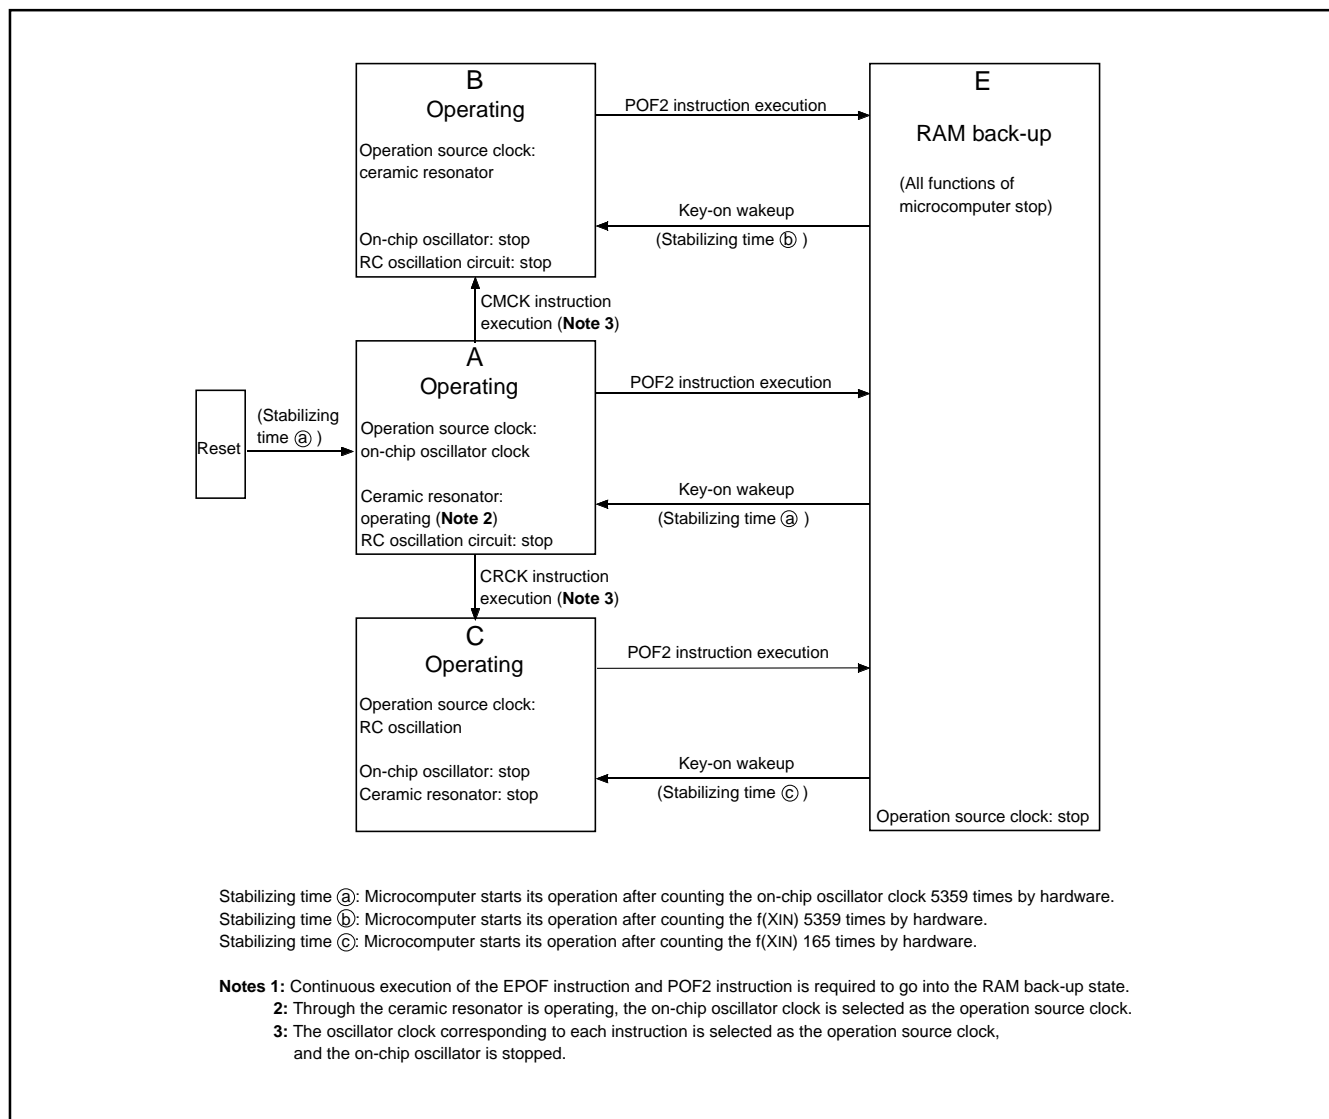 B
Operating
Operation source clock:
ceramic resonator
On-chip oscillator: stop
RC oscillation circuit: stop
POF2 instruction execution
Key-on wakeup
(Stabilizing time ⓑ )
E
RAM back-up
(All functions of
microcomputer stop)
CMCK instruction
execution (Note 3)
Reset
(Stabilizing
time ⓐ )
A
Operating
Operation source clock:
on-chip oscillator clock
Ceramic resonator:
operating (Note 2)
RC oscillation circuit: stop
POF2 instruction execution
Key-on wakeup
(Stabilizing time ⓐ )
CRCK instruction
execution (Note 3)
C
Operating
Operation source clock:
RC oscillation
On-chip oscillator: stop
Ceramic resonator: stop
POF2 instruction execution
Key-on wakeup
(Stabilizing time ⓒ )
Operation source clock: stop
Stabilizing time ⓐ: Microcomputer starts its operation after counting the on-chip oscillator clock 5359 times by hardware.
Stabilizing time ⓑ: Microcomputer starts its operation after counting the f(XIN) 5359 times by hardware.
Stabilizing time ⓒ: Microcomputer starts its operation after counting the f(XIN) 165 times by hardware.
Notes 1: Continuous execution of the EPOF instruction and POF2 instruction is required to go into the RAM back-up state.
2: Through the ceramic resonator is operating, the on-chip oscillator clock is selected as the operation source clock.
3: The oscillator clock corresponding to each instruction is selected as the operation source clock,
and the on-chip oscillator is stopped.